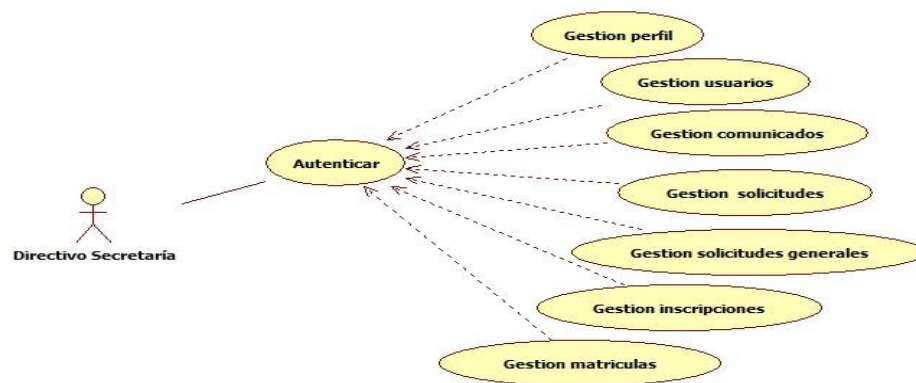 Gestion perfil
Gestion usuarios
Gestion comunicados
Autenticar
Gestion solicitudes
Directivo Secretaría
Gestion solicitudes generales
Gestion inscripciones
Gestion matriculas